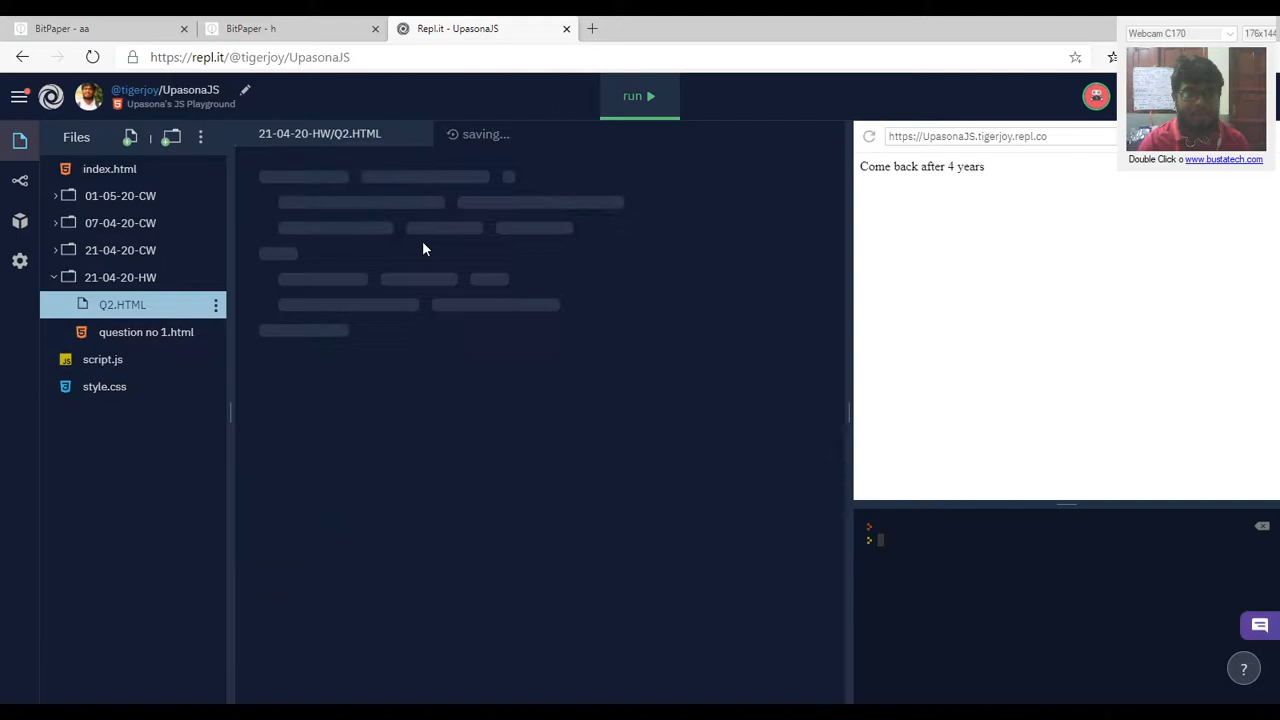 BitPaper - aa
BitPaper - h
Repl.it - UpasonaJS
https://repl.it/@tigerjoy/UpasonaJS
Webcam C170
176x144
@tigerjoy/UpasonaJS
Upasona's JS Playground
run
Double Click o www.bustatech.com
Files
21-04-20-HW/Q2.HTML
saving...
https://UpasonaJS.tigerjoy.repl.co
index.html
Come back after 4 years
01-05-20-CW
07-04-20-CW
21-04-20-CW
21-04-20-HW
Q2.HTML
question no 1.html
JS script.js
style.css
?